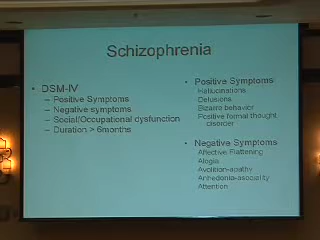 Schizophrenia
• DSM-IV
– Positive Symptoms
– Negative symptoms
– Social/Occupational dysfunction
– Duration > 6months
• Positive Symptoms
Hallucinations
Delusions
Bizarre behavior
Positive formal thought
disorder
• Negative Symptoms
Affective Flattening
Alogia
Avolition-apathy
Anhedonia-asociality
Attention